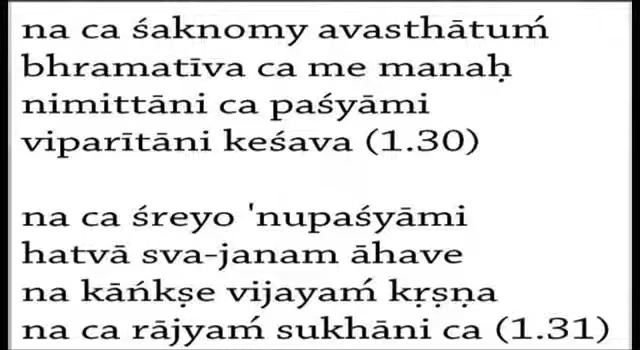 na ca śaknomy avasthātuḿ
bhramatīva ca me manaḥ
nimittāni ca paśyāmi
viparītāni keśava (1.30)
na ca śreyo 'nupaśyāmi
hatvā sva-janam āhave
na kāńkṣe vijayaḿ kṛṣṇa
na ca rājyaḿ sukhāni ca (1.31)